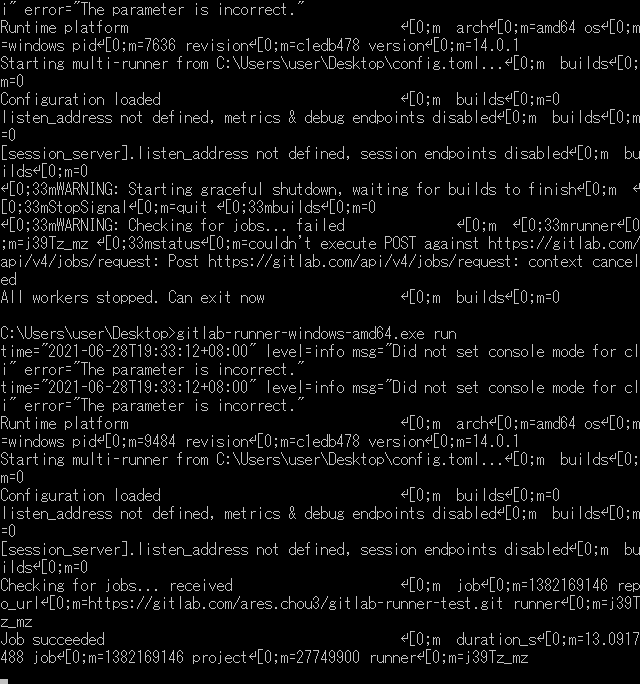 i" error="The parameter is incorrect."
Runtime platform                                    ←[0;m  arch←[0;m=amd64 os←[0;m
=windows pid←[0;m=7636 revision←[0;m=c1edb478 version←[0;m=14.0.1
Starting multi-runner from C:\Users\user\Desktop\config.toml...←[0;m  builds←[0;
m=0
Configuration loaded                                ←[0;m  builds←[0;m=0
listen_address not defined, metrics & debug endpoints disabled←[0;m  builds←[0;m
=0
[session_server].listen_address not defined, session endpoints disabled←[0;m  bu
ilds←[0;m=0
←[0;33mWARNING: Starting graceful shutdown, waiting for builds to finish←[0;m  ←
[0;33mStopSignal←[0;m=quit ←[0;33mbuilds←[0;m=0
←[0;33mWARNING: Checking for jobs... failed         ←[0;m  ←[0;33mrunner←[0
;m=j39Tz_mz ←[0;33mstatus←[0;m=couldn't execute POST against https://gitlab.com/
api/v4/jobs/request: Post https://gitlab.com/api/v4/jobs/request: context cancel
ed
All workers stopped. Can exit now                   ←[0;m  builds←[0;m=0
C:\Users\user\Desktop>gitlab-runner-windows-amd64.exe run
time="2021-06-28T19:33:12+08:00" level=info msg="Did not set console mode for cl
i" error="The parameter is incorrect."
time="2021-06-28T19:33:12+08:00" level=info msg="Did not set console mode for cl
i" error="The parameter is incorrect."
Runtime platform                                    ←[0;m  arch←[0;m=amd64 os←[0;m
=windows pid←[0;m=9484 revision←[0;m=c1edb478 version←[0;m=14.0.1
Starting multi-runner from C:\Users\user\Desktop\config.toml...←[0;m  builds←[0;
m=0
Configuration loaded                                ←[0;m  builds←[0;m=0
listen_address not defined, metrics & debug endpoints disabled←[0;m  builds←[0;m
=0
[session_server].listen_address not defined, session endpoints disabled←[0;m  bu
ilds←[0;m=0
Checking for jobs... received                       ←[0;m  job←[0;m=1382169146 rep
o_url←[0;m=https://gitlab.com/ares.chou3/gitlab-runner-test.git runner←[0;m=j39T
z_mz
Job succeeded                                       ←[0;m  duration_s←[0;m=13.0917
488 job←[0;m=1382169146 project←[0;m=27749900 runner←[0;m=j39Tz_mz